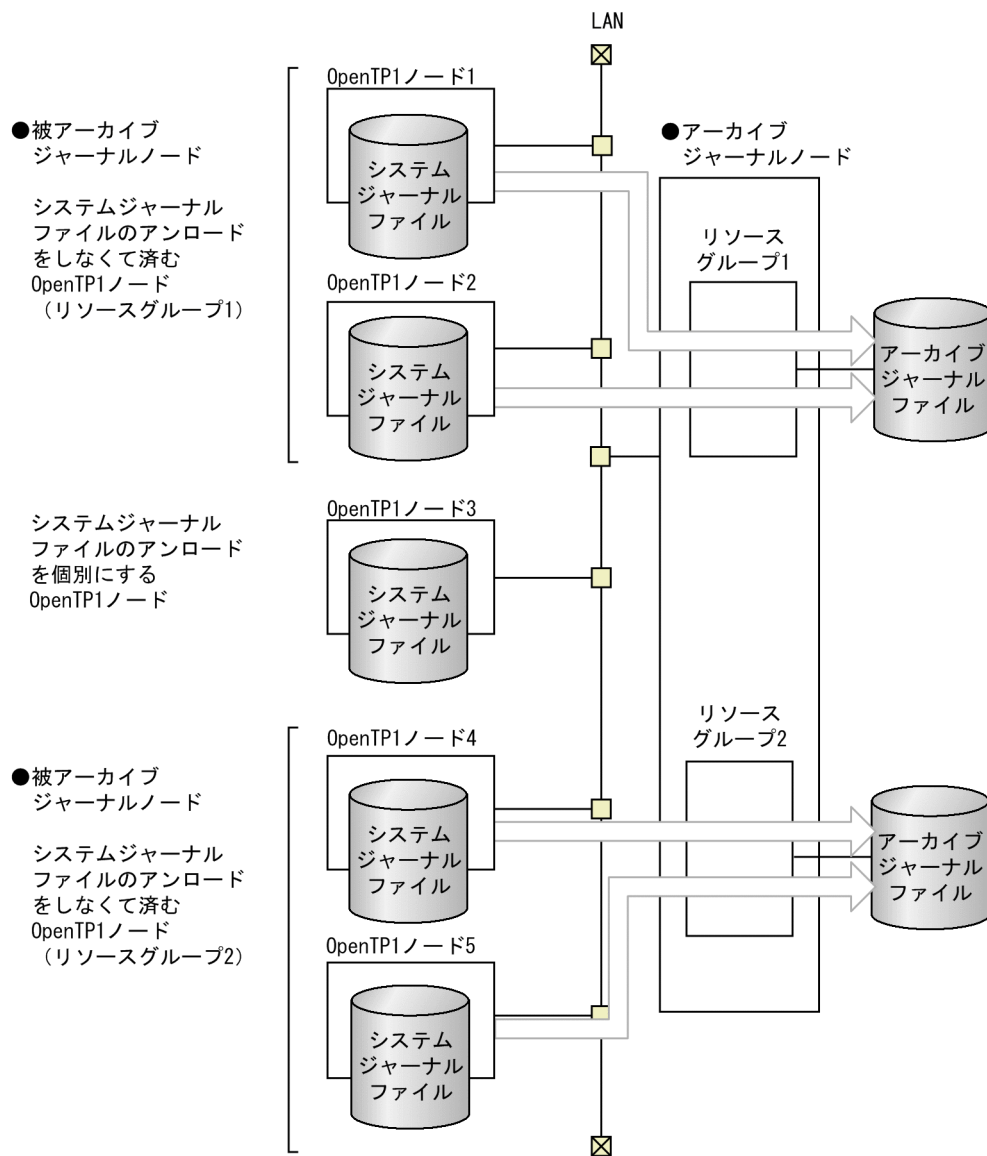 LAN
OpenTP1ノード1
●被アーカイブ
ジャーナルノード
システムジャーナル
ファイルのアンロード
をしなくて済む
OpenTP1ノード
（リソースグループ1）
システム
ジャーナル
ファイル
OpenTP1ノード2
システム
ジャーナル
ファイル
●アーカイブ
ジャーナルノード
リソース
グループ1
アーカイブ
ジャーナル
ファイル
システムジャーナル
ファイルのアンロード
を個別にする
OpenTP1ノード
OpenTP1ノード3
システム
ジャーナル
ファイル
●被アーカイブ
ジャーナルノード
システムジャーナル
ファイルのアンロード
をしなくて済む
OpenTP1ノード
（リソースグループ2）
OpenTP1ノード4
システム
ジャーナル
ファイル
OpenTP1ノード5
システム
ジャーナル
ファイル
リソース
グループ2
アーカイブ
ジャーナル
ファイル